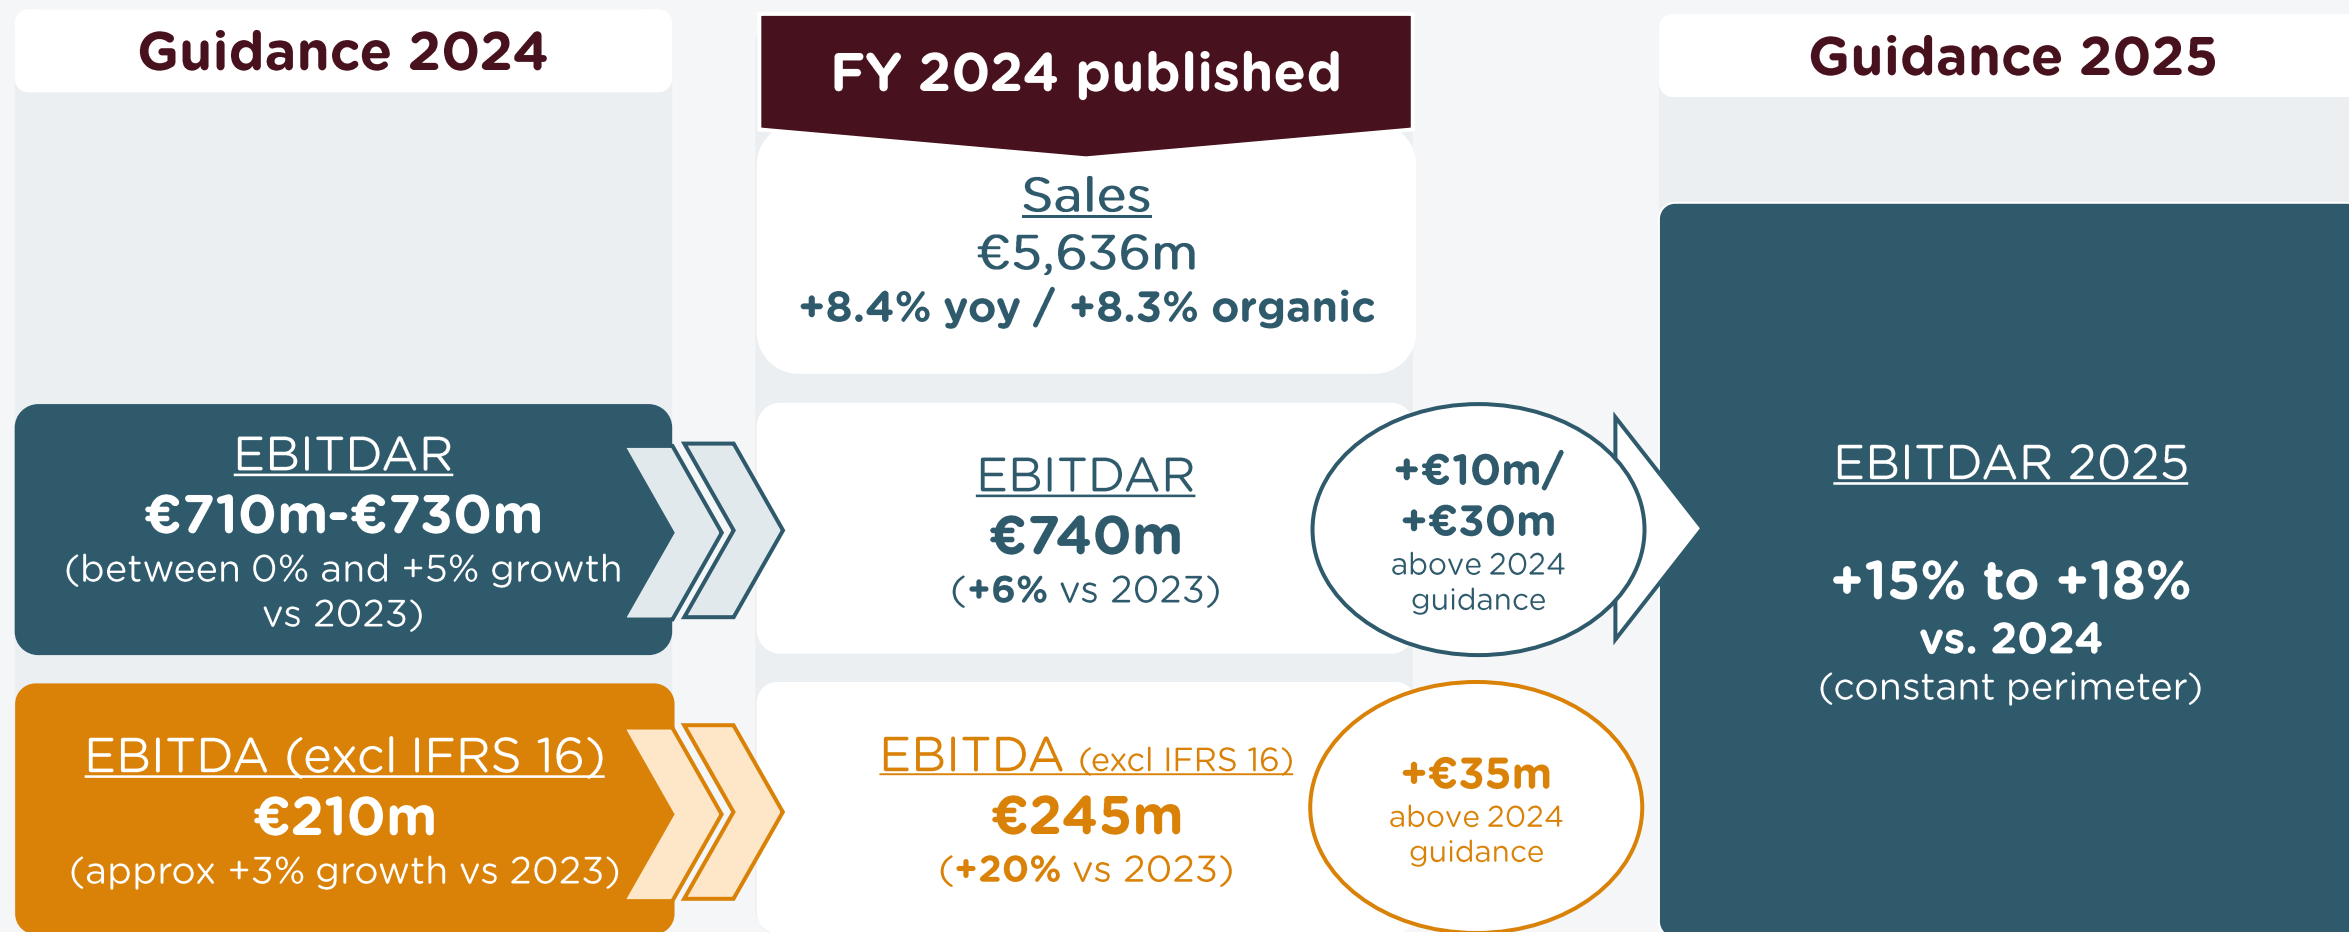 Guidance 2024
EBITDAR
€710m-€730m
(between 0% and +5% growth
vs 2023)
EBITDA (excl IFRS 16)
€210m
(approx +3% growth vs 2023)
FY 2024 published
Sales
€5,636m
+8.4% yoy / +8.3% organic
EBITDAR
€740m
(+6% vs 2023)
+€10m/
+€30m
above 2024
guidance
EBITDA (excl IFRS 16)
€245m
(+20% vs 2023)
+€35m
above 2024
guidance
Guidance 2025
EBITDAR 2025
+15% to +18%
vs. 2024
(constant perimeter)